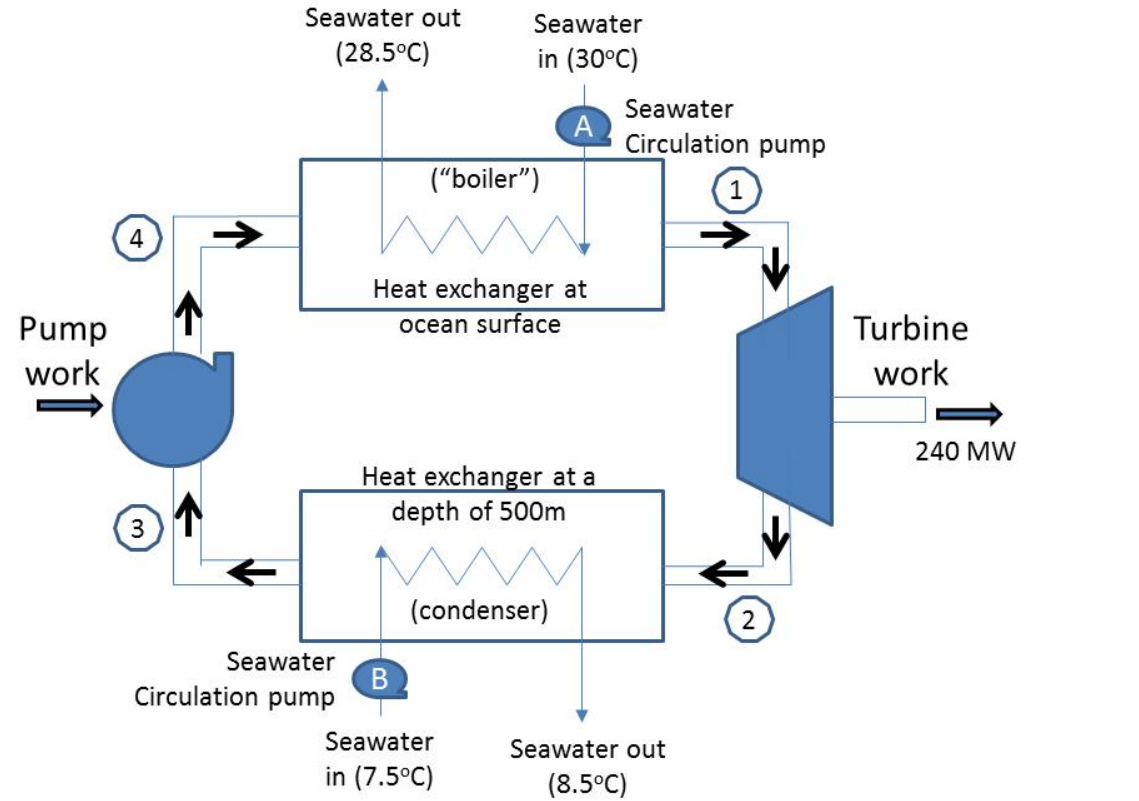 Seawater out
(28.5°C)
Seawater
in (30°C)
A
Seawater
Circulation pump
("boiler")
1
4
Heat exchanger at
ocean surface
Pump
work
Turbine
work
240 MW
Heat exchanger at a
depth of 500m
3
(condenser)
2
Seawater
Circulation pump
B
Seawater
in (7.5°C)
Seawater out
(8.5°C)